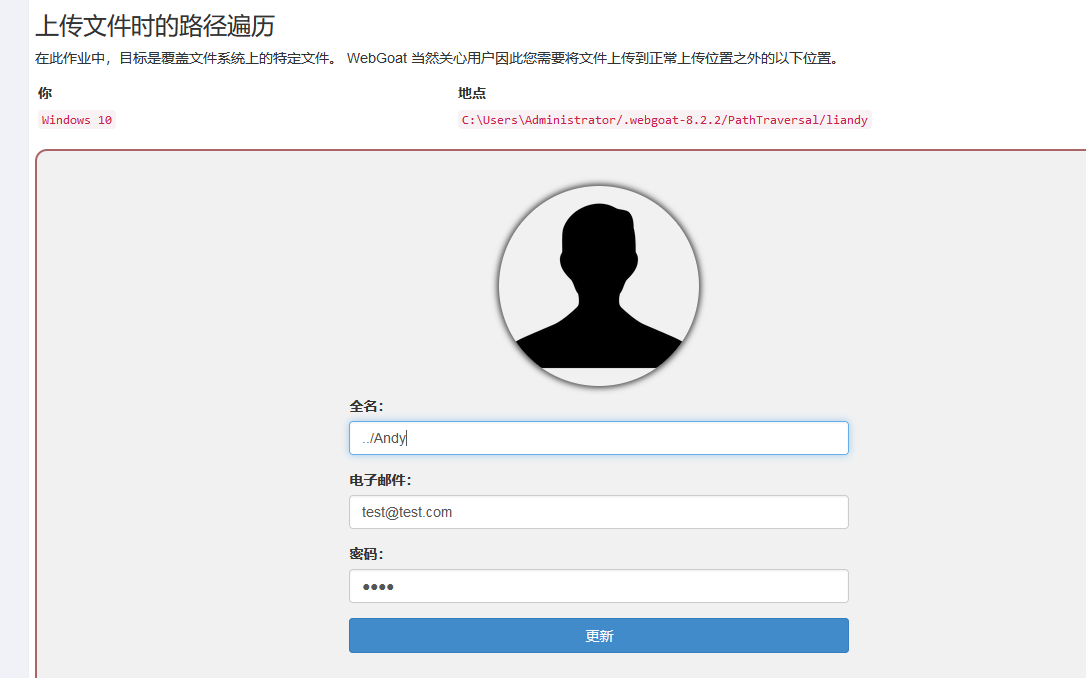 上传文件时的路径遍历
在此作业中，目标是覆盖文件系统上的特定文件。 WebGoat 当然关心用户因此您需要将文件上传到正常上传位置之外的以下位置。
你 地点
Windows 10 C:\Users\Administrator/.webgoat-8.2.2/PathTraversal/liandy
全名：
../Andy
电子邮件：
test@test.com
密码：
••••
更新